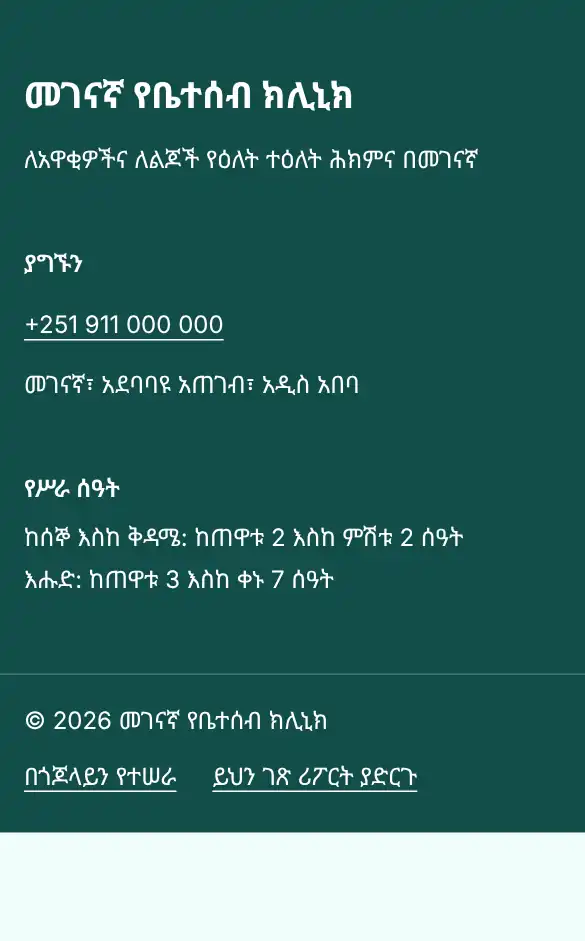 መገናኛ የቤተሰብ ክሊኒክ
ለአዋቂዎችና ለልጆች የዕለት ተዕለት ሕክምና በመገናኛ
ያግኙን
+251 911 000 000
መገናኛ፣ አደባባዩ አጠገብ፣ አዲስ አበባ
የሥራ ሰዓት
ከሰኞ እስከ ቅዳሜ: ከጠዋቱ 2 እስከ ምሽቱ 2 ሰዓት
እሑድ: ከጠዋቱ 3 እስከ ቀኑ 7 ሰዓት
© 2026 መገናኛ የቤተሰብ ክሊኒክ
በጎጆላይን የተሠራ ይህን ገጽ ሪፖርት ያድርጉ